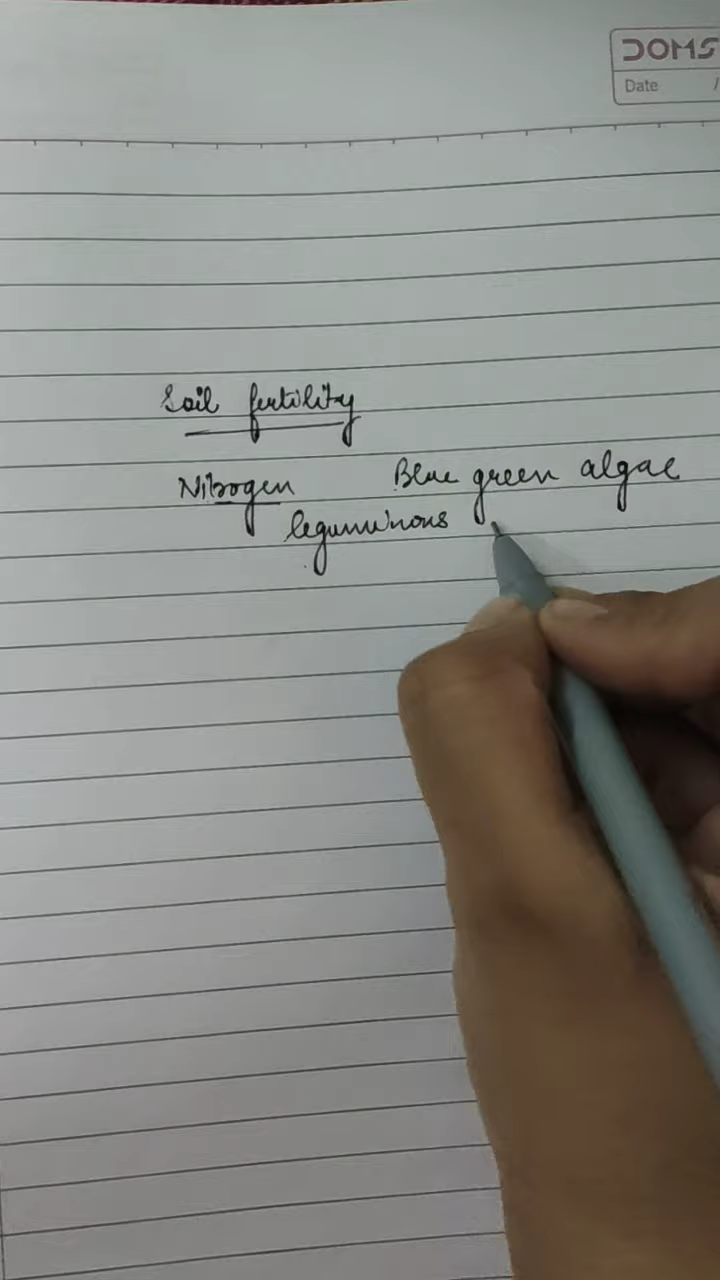 DOMS
Date /
Soil fertility
Nitrogen Blue green algae
leguminous